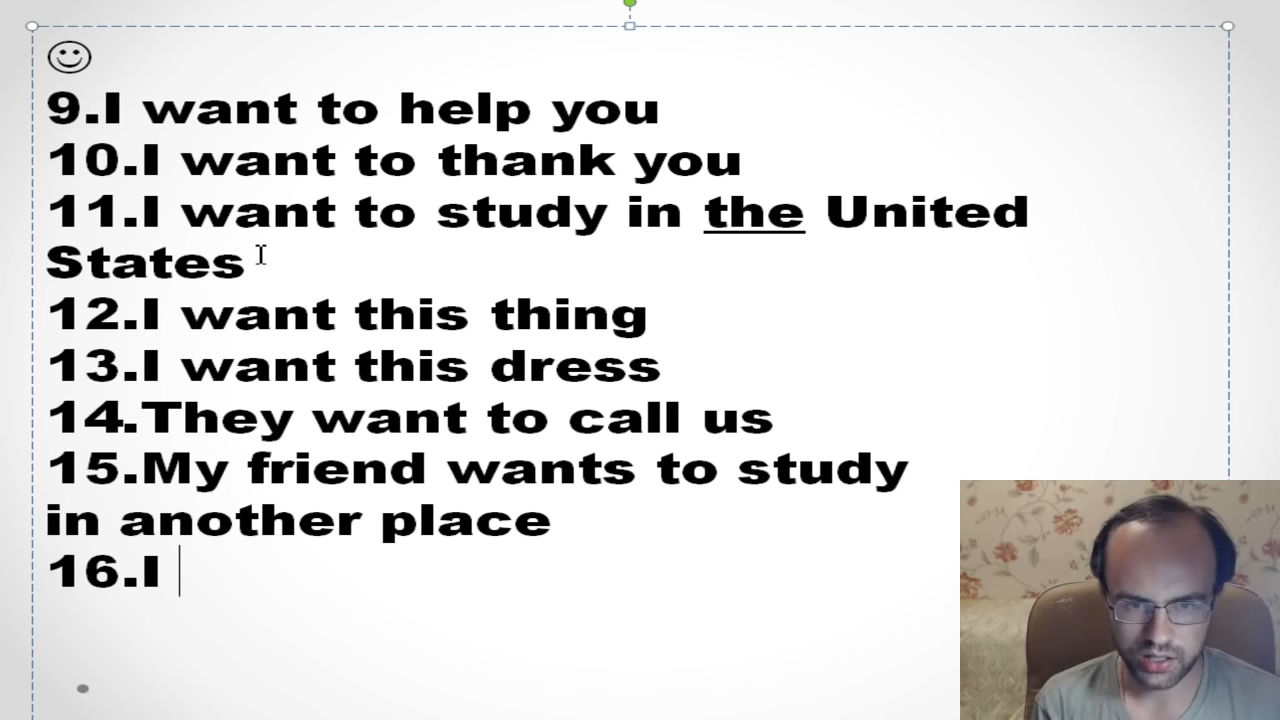 9.I want to help you
10.I want to thank you
11.I want to study in the United
States
12.I want this thing
13.I want this dress
14.They want to call us
15.My friend wants to study
in another place
16.I